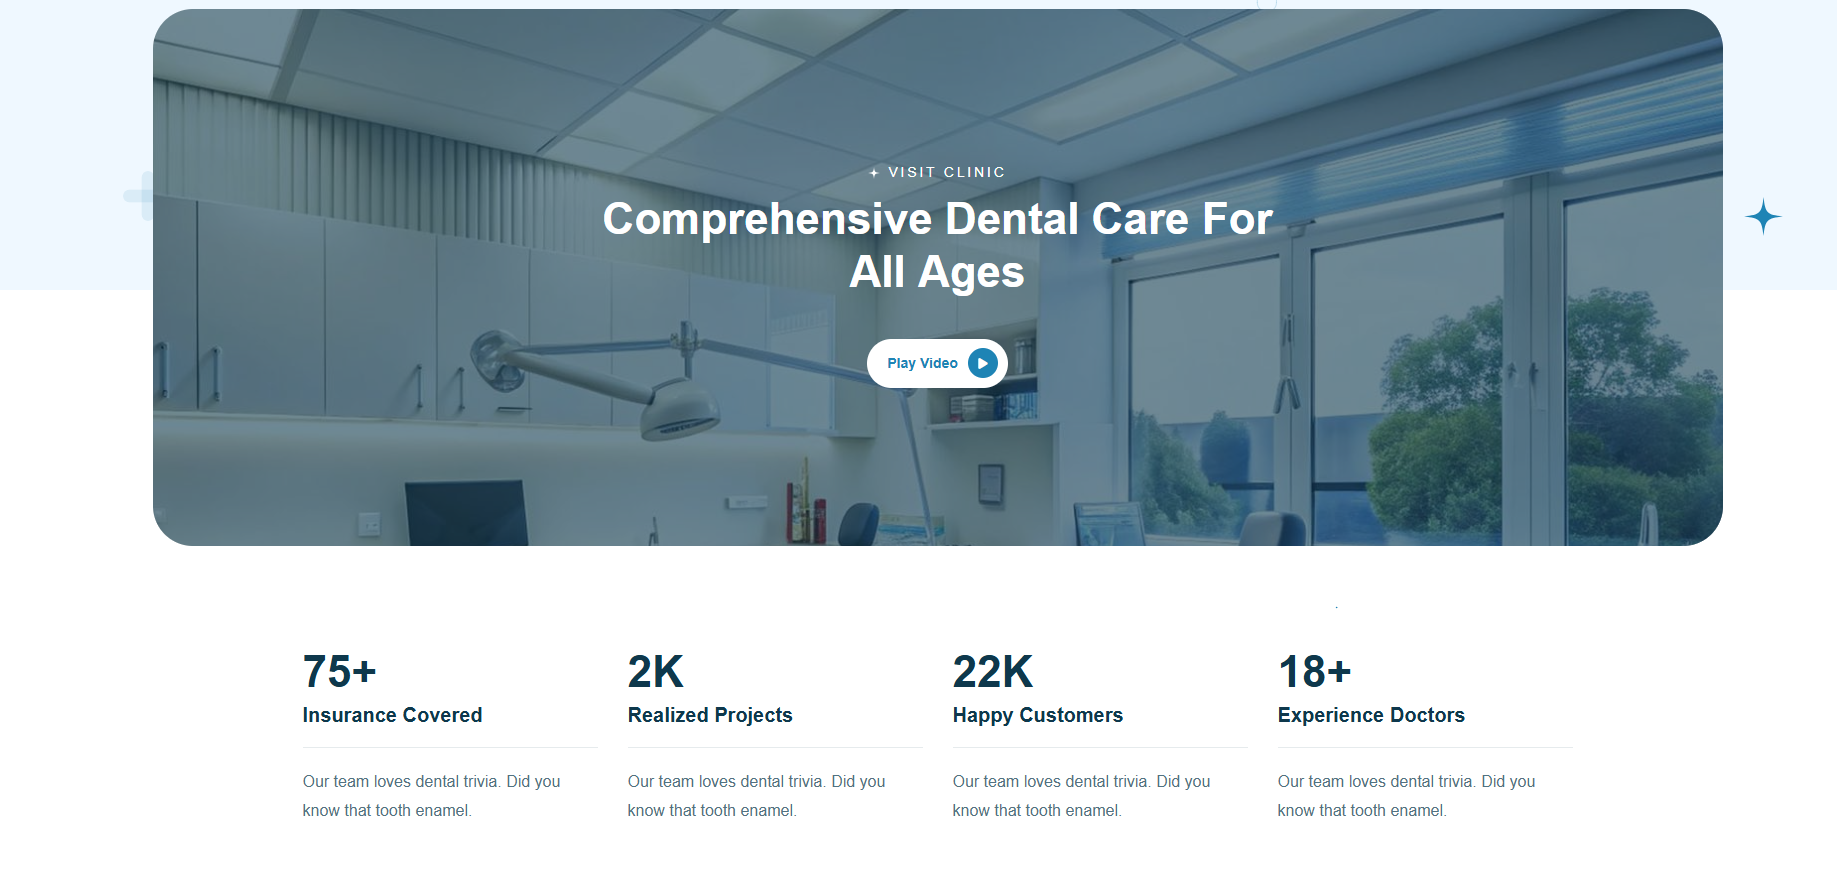 VISIT CLINIC
Comprehensive Dental Care For
All Ages
Play Video
75+
2K
22K
18+
Insurance Covered
Realized Projects
Happy Customers
Experience Doctors
Our team loves dental trivia. Did you
know that tooth enamel.
Our team loves dental trivia. Did you
know that tooth enamel.
Our team loves dental trivia. Did you
know that tooth enamel.
Our team loves dental trivia. Did you
know that tooth enamel.